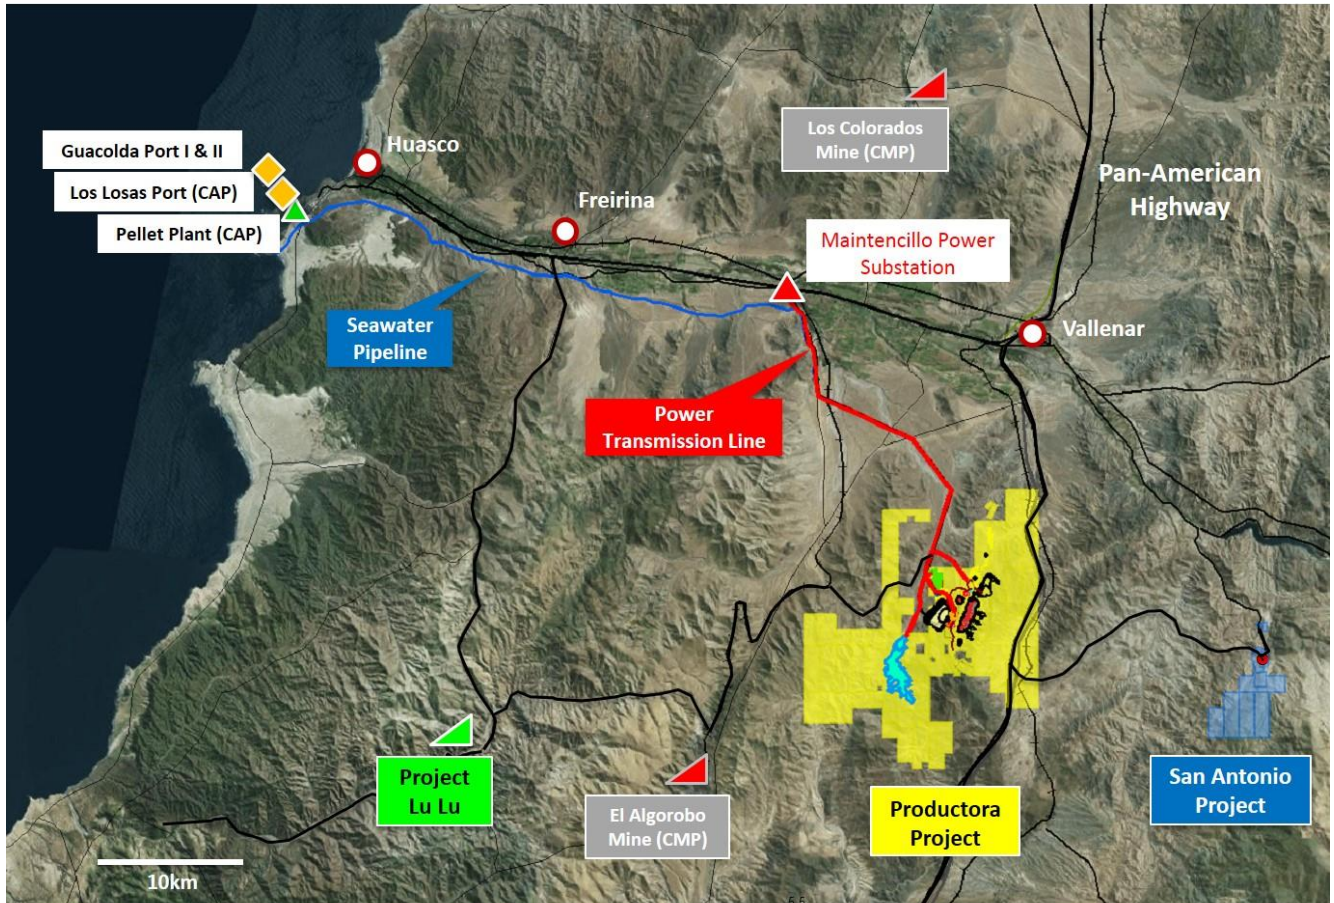 Guacolda Port I & II
Los Losas Port (CAP)
Pellet Plant (CAP)
Huasco
Freirina
Los Colorados
Mine (CMP)
Pan-American
Highway
Maintencillo Power
Substation
Vallenar
Seawater
Pipeline
Power
Transmission Line
Project
Lu Lu
El Algorobo
Mine (CMP)
Productora
Project
San Antonio
Project
10km